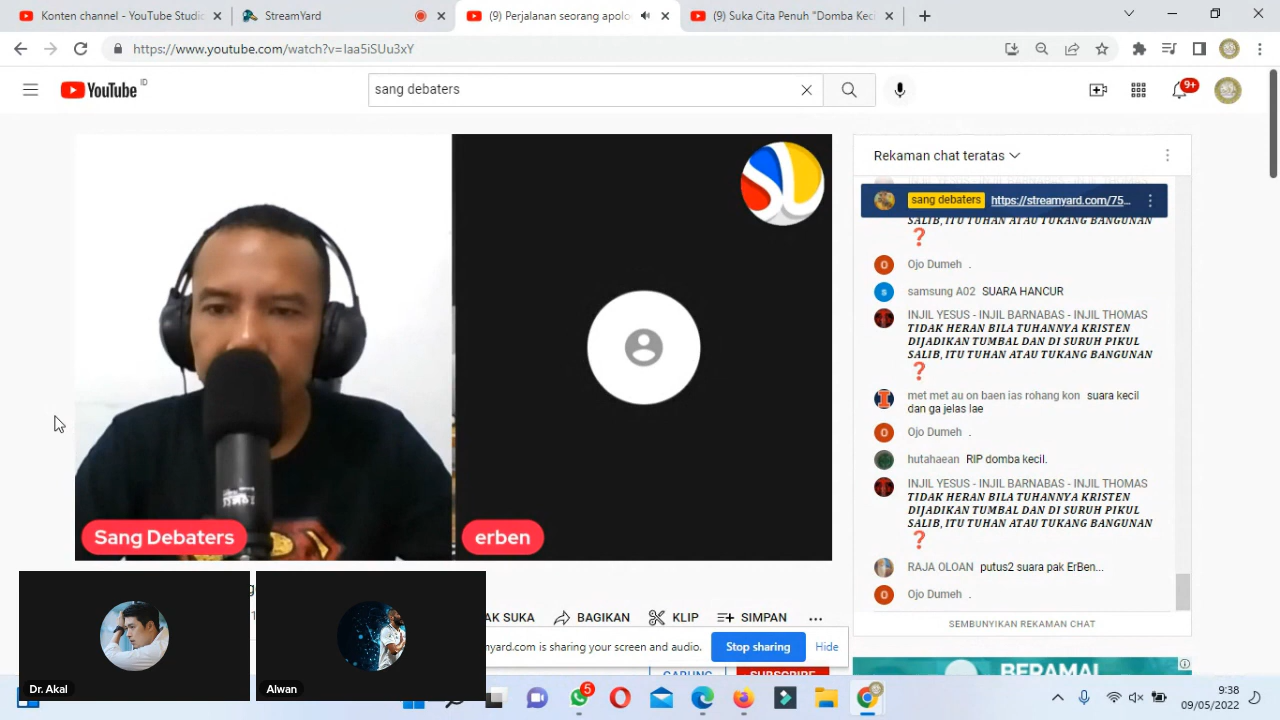 (9) Konten YouTube Studi
StreamYard
(9) Perjalanan seorang apolo
(9) Suka Cita Penuh "Domba Kec
https://www.youtube.com/watch?v=Iaa5iSUu3xY
YouTube ID
sang debaters
9+
Rekaman chat teratas
sang debaters https://streamyard.com/75...
SALIB, ITU TUHAN ATAU TUKANG BANGUNAN
❓
Ojo Dumeh .
samsung A02 SUARA HANCUR
INJIL YESUS - INJIL BARNABAS - INJIL THOMAS
TIDAK HERAN BILA TUHANNYA KRISTEN
DIJADIKAN TUMBAL DAN DI SURUH PIKUL
SALIB, ITU TUHAN ATAU TUKANG BANGUNAN
❓
met met au on baen ias rohang kon suara kecil
dan ga jelas lae
Ojo Dumeh .
hutahaean RIP domba kecil.
INJIL YESUS - INJIL BARNABAS - INJIL THOMAS
TIDAK HERAN BILA TUHANNYA KRISTEN
DIJADIKAN TUMBAL DAN DI SURUH PIKUL
SALIB, ITU TUHAN ATAU TUKANG BANGUNAN
❓
RAJA OLOAN putus2 suara pak ErBen...
Ojo Dumeh .
SEMBUNYIKAN REKAMAN CHAT
Sang Debaters
erben
AK SUKA
BAGIKAN
KLIP
SIMPAN
yard.com is sharing your screen and audio.
Stop sharing
Hide
GABUNG
SUBSCRIBE
BERAMAL
Dr. Akal
Alwan
5
9:38
09/05/2022